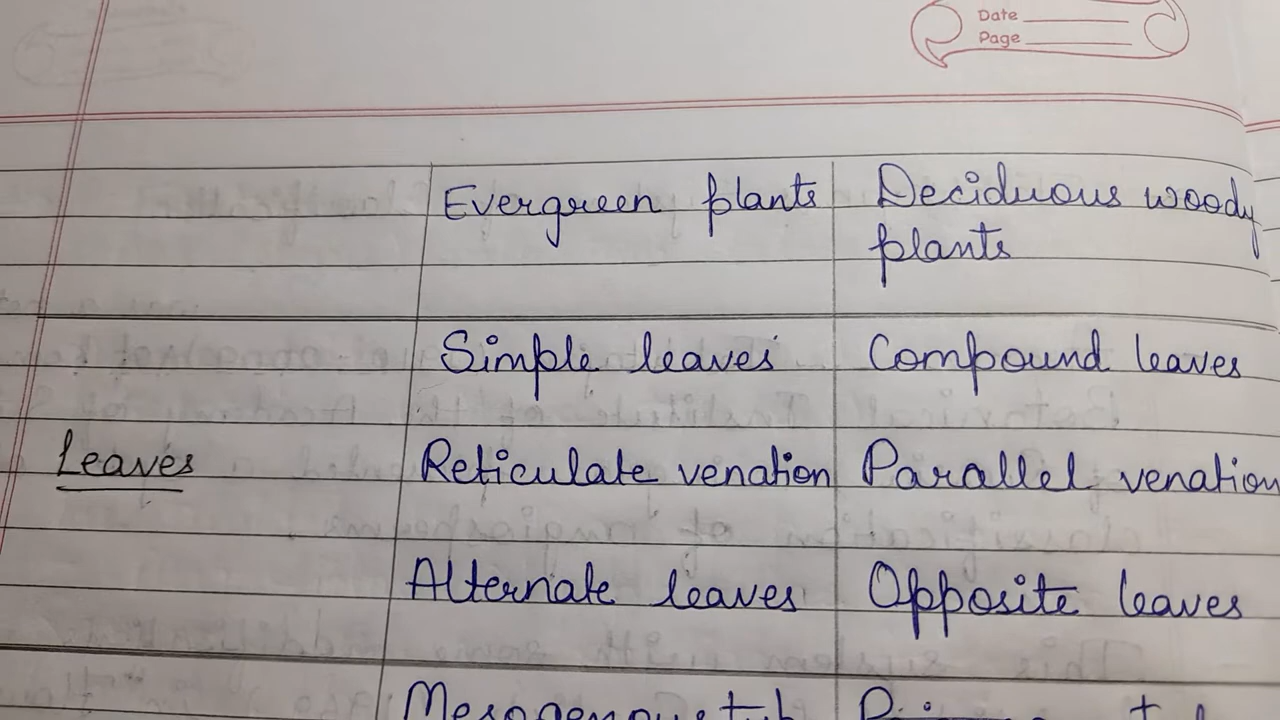 Date
Page
Evergreen plants Deciduous woody
plants
Simple leaves Compound leaves
Leaves Reticulate venation Parallel venation
Alternate leaves Opposite leaves